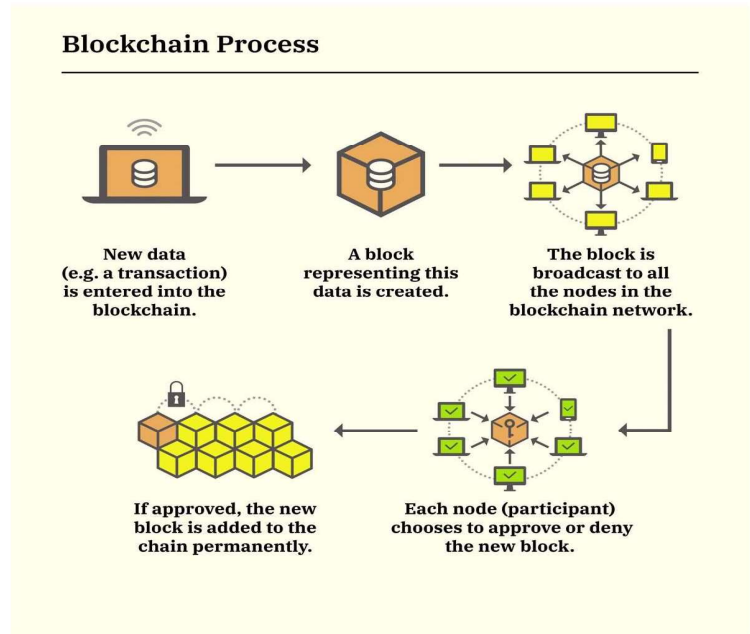 Blockchain Process
New data
(e.g. a transaction)
is entered into the
blockchain.
A block
representing this
data is created.
The block is
broadcast to all
the nodes in the
blockchain network.
If approved, the new
block is added to the
chain permanently.
Each node (participant)
chooses to approve or deny
the new block.